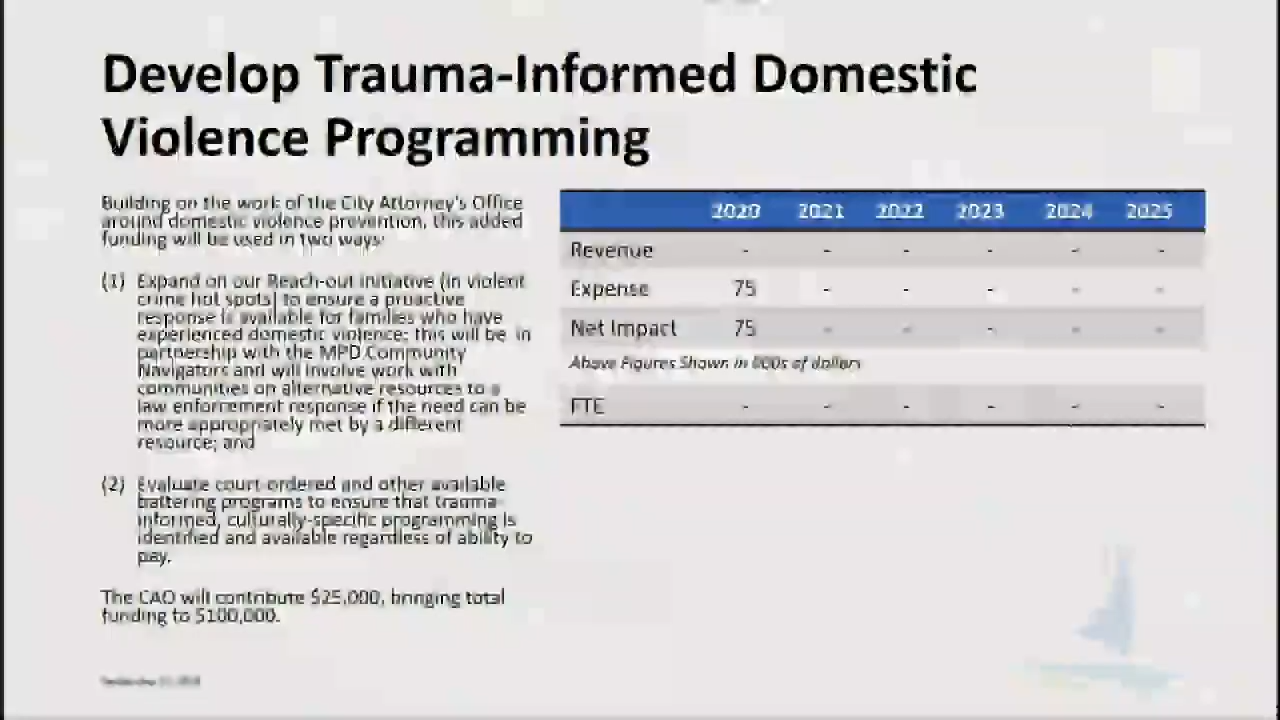 Develop Trauma-Informed Domestic
Violence Programming
Building on the work of the City Attorney's Office
around domestic violence prevention, this added
funding will be used in two ways:
(1) Expand on our Reach-out initiative (in violent
crime hot spots) to ensure a proactive
response is available for families who have
experienced domestic violence; this will be in
partnership with the MPD Community
Navigators and will involve work with
communities on alternative resources to a
law enforcement response if the need can be
more appropriately met by a different
resource; and
(2) Evaluate court-ordered and other available
battering programs to ensure that trauma-
informed, culturally-specific programming is
identified and available regardless of ability to
pay.
The CAO will contribute $25,000, bringing total
funding to $100,000.
2020 2021 2022 2023 2024 2025
Revenue - - - - - -
Expense 75 - - - - -
Net Impact 75 - - - - -
Above Figures Shown in 000s of dollars
FTE - - - - - -